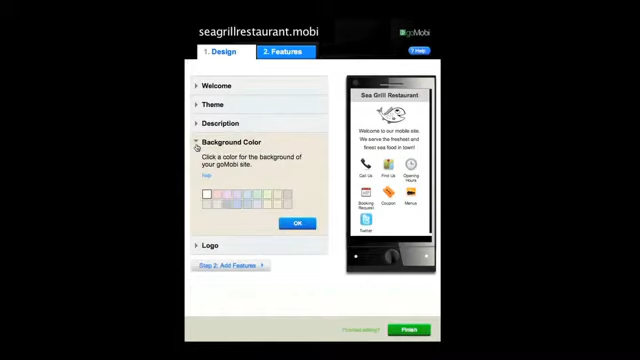 seagrillrestaurant.mobi
goMobi
1. Design
2. Features
? Help
Welcome
Theme
Description
Background Color
Click a color for the background of
your goMobi site.
help
OK
Logo
Step 2: Add Features
Sea Grill Restaurant
Welcome to our mobile site.
We serve the freshest and
finest sea food in town!
Call Us
Find Us
Opening
Hours
Booking
Request
Coupon
Menus
Twitter
Finish